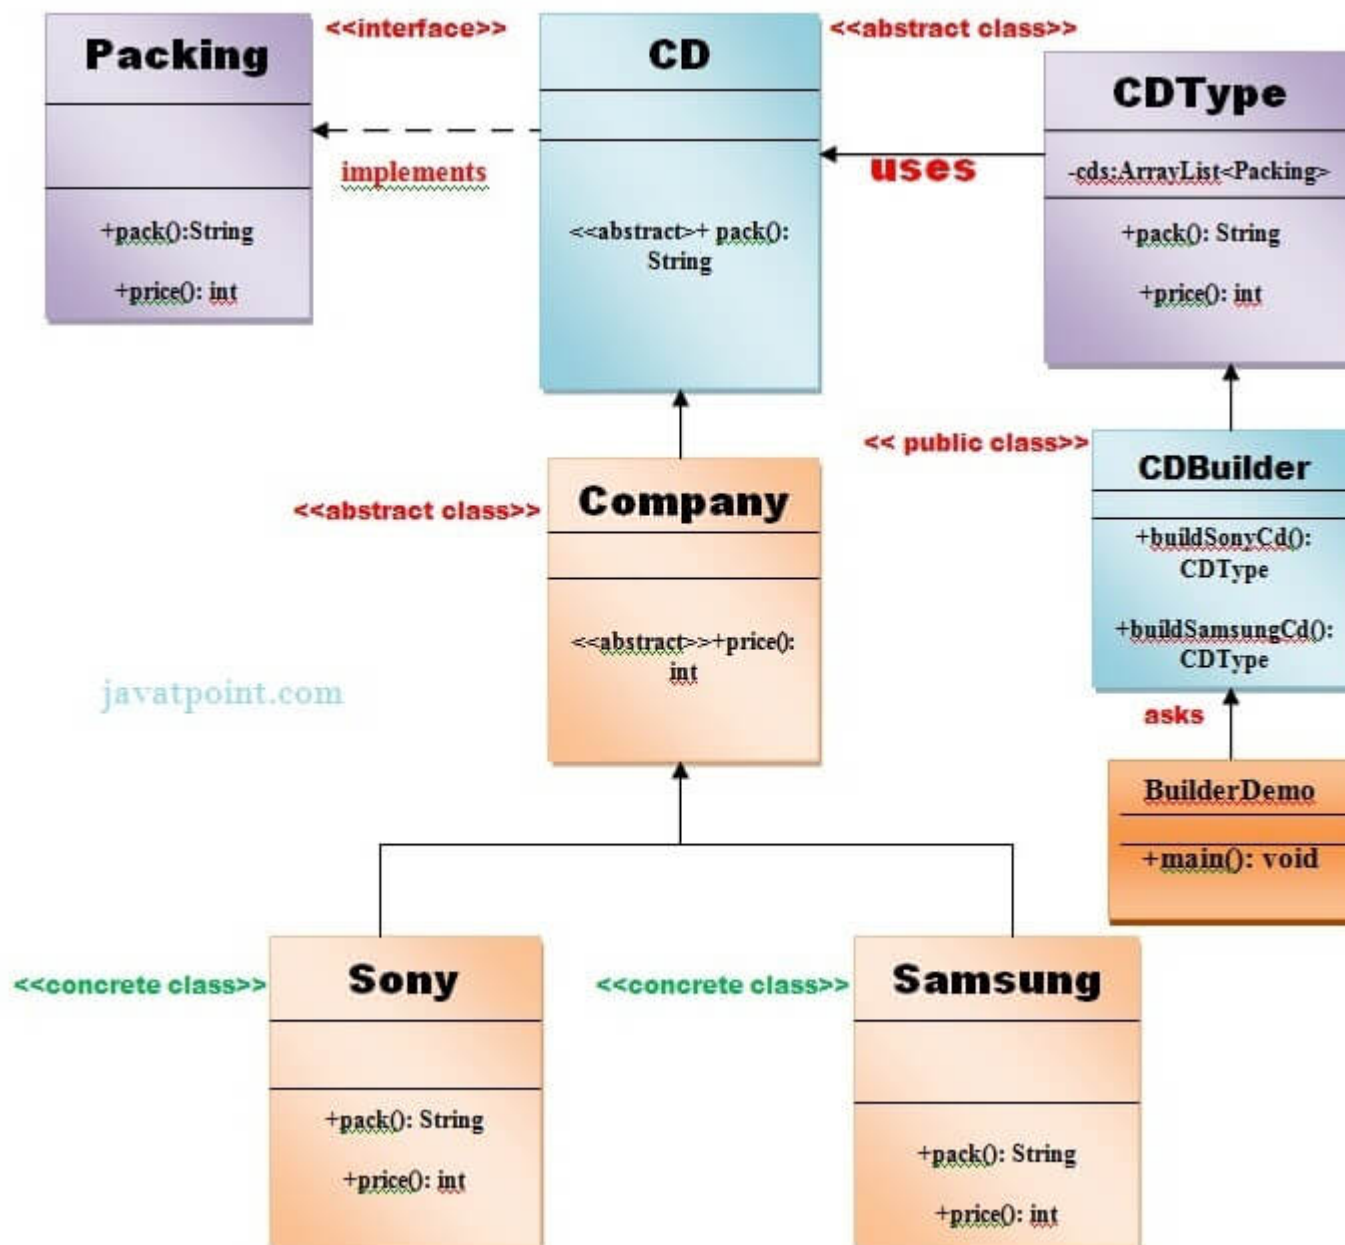 Packing
+pack():String
+price(): int
<<interface>>
implements
CD
<<abstract>+ pack():
String
<<abstract class>>
uses
CDType
-cds:ArrayList<Packing>
+pack(): String
+price(): int
<<abstract class>>
Company
<<abstract>>+price():
int
<< public class>>
CDBuilder
+buildSonyCd():
CDType
+buildSamsungCd():
CDType
javatpoint.com
asks
BuilderDemo
+main(): void
<<concrete class>>
Sony
+pack(): String
+price(): int
<<concrete class>>
Samsung
+pack(): String
+price(): int